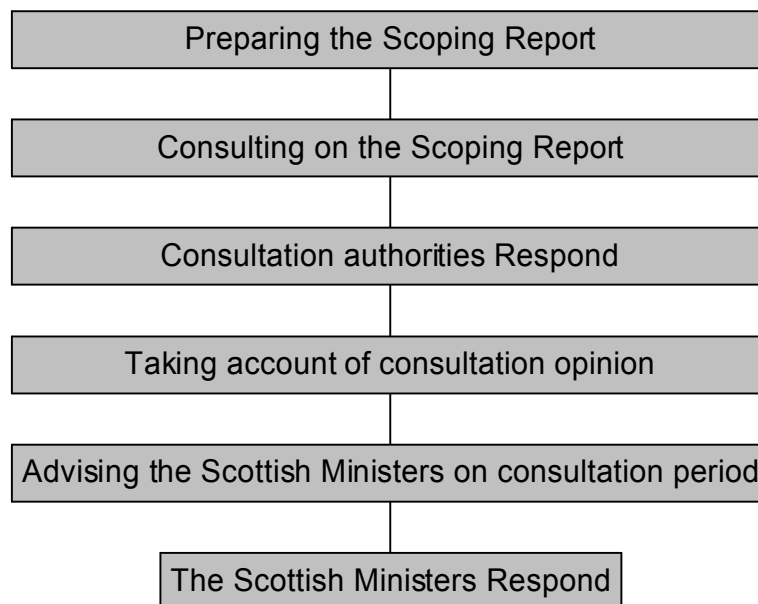 Preparing the Scoping Report
Consulting on the Scoping Report
Consultation authorities Respond
Taking account of consultation opinion
Advising the Scottish Ministers on consultation period
The Scottish Ministers Respond